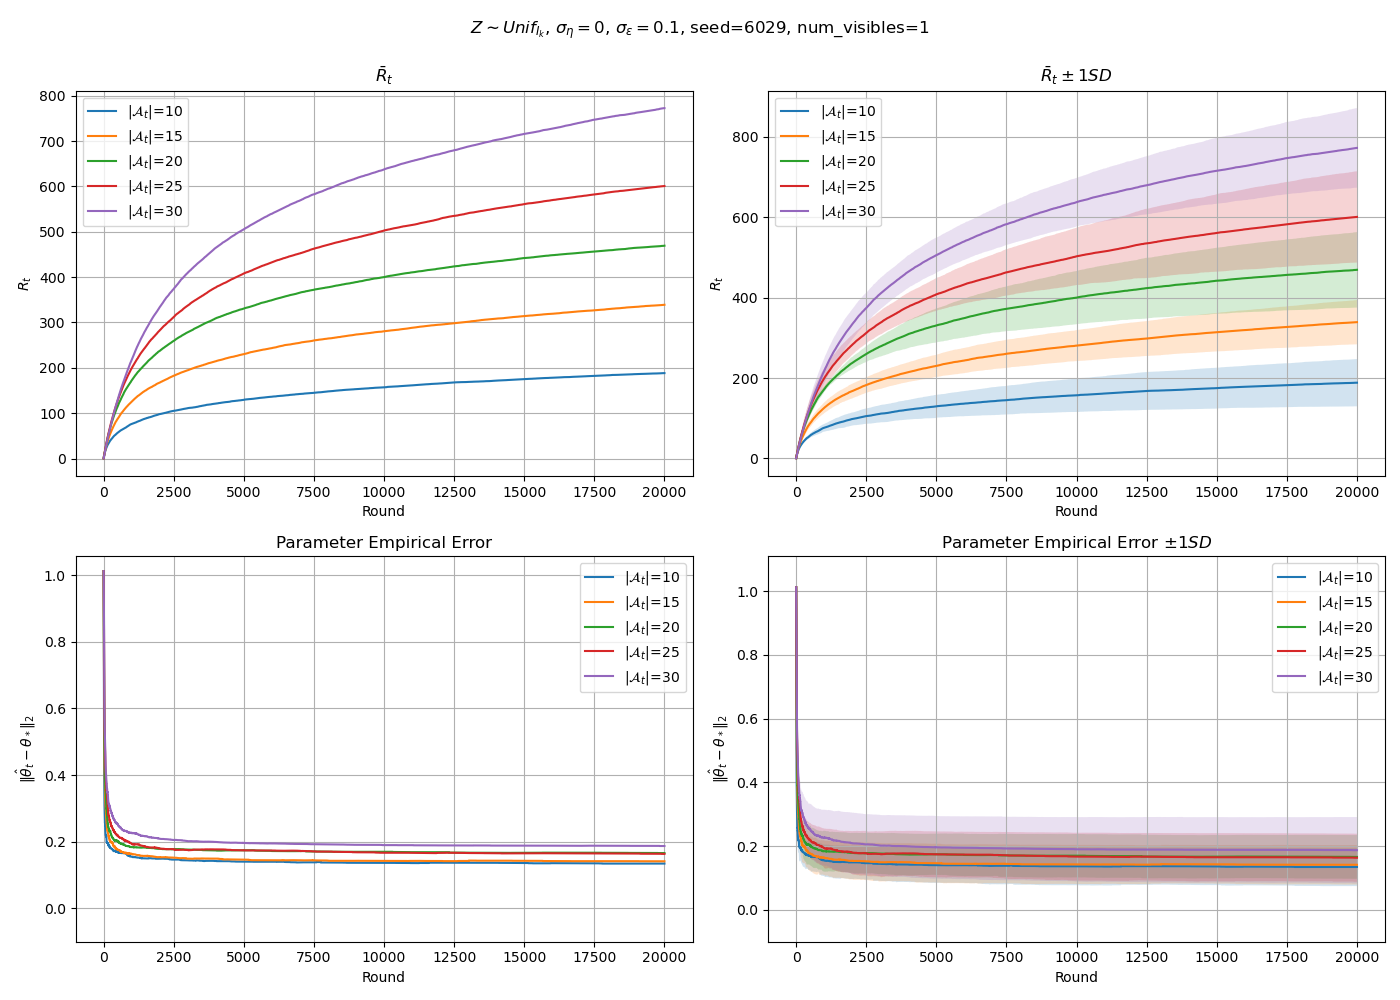 Z ∼ Unif_{I_k}, σ_η = 0, σ_ε = 0.1, seed=6029, num_visibles=1
R̄_t
R_t
800
700
600
500
400
300
200
100
0
|𝒜_t|=10
|𝒜_t|=15
|𝒜_t|=20
|𝒜_t|=25
|𝒜_t|=30
0 2500 5000 7500 10000 12500 15000 17500 20000
Round
R̄_t ± 1SD
R_t
800
600
400
200
0
|𝒜_t|=10
|𝒜_t|=15
|𝒜_t|=20
|𝒜_t|=25
|𝒜_t|=30
0 2500 5000 7500 10000 12500 15000 17500 20000
Round
Parameter Empirical Error
‖θ̂_t − θ_*‖_2
1.0
0.8
0.6
0.4
0.2
0.0
|𝒜_t|=10
|𝒜_t|=15
|𝒜_t|=20
|𝒜_t|=25
|𝒜_t|=30
0 2500 5000 7500 10000 12500 15000 17500 20000
Round
Parameter Empirical Error ±1SD
‖θ̂_t − θ_*‖_2
1.0
0.8
0.6
0.4
0.2
0.0
|𝒜_t|=10
|𝒜_t|=15
|𝒜_t|=20
|𝒜_t|=25
|𝒜_t|=30
0 2500 5000 7500 10000 12500 15000 17500 20000
Round